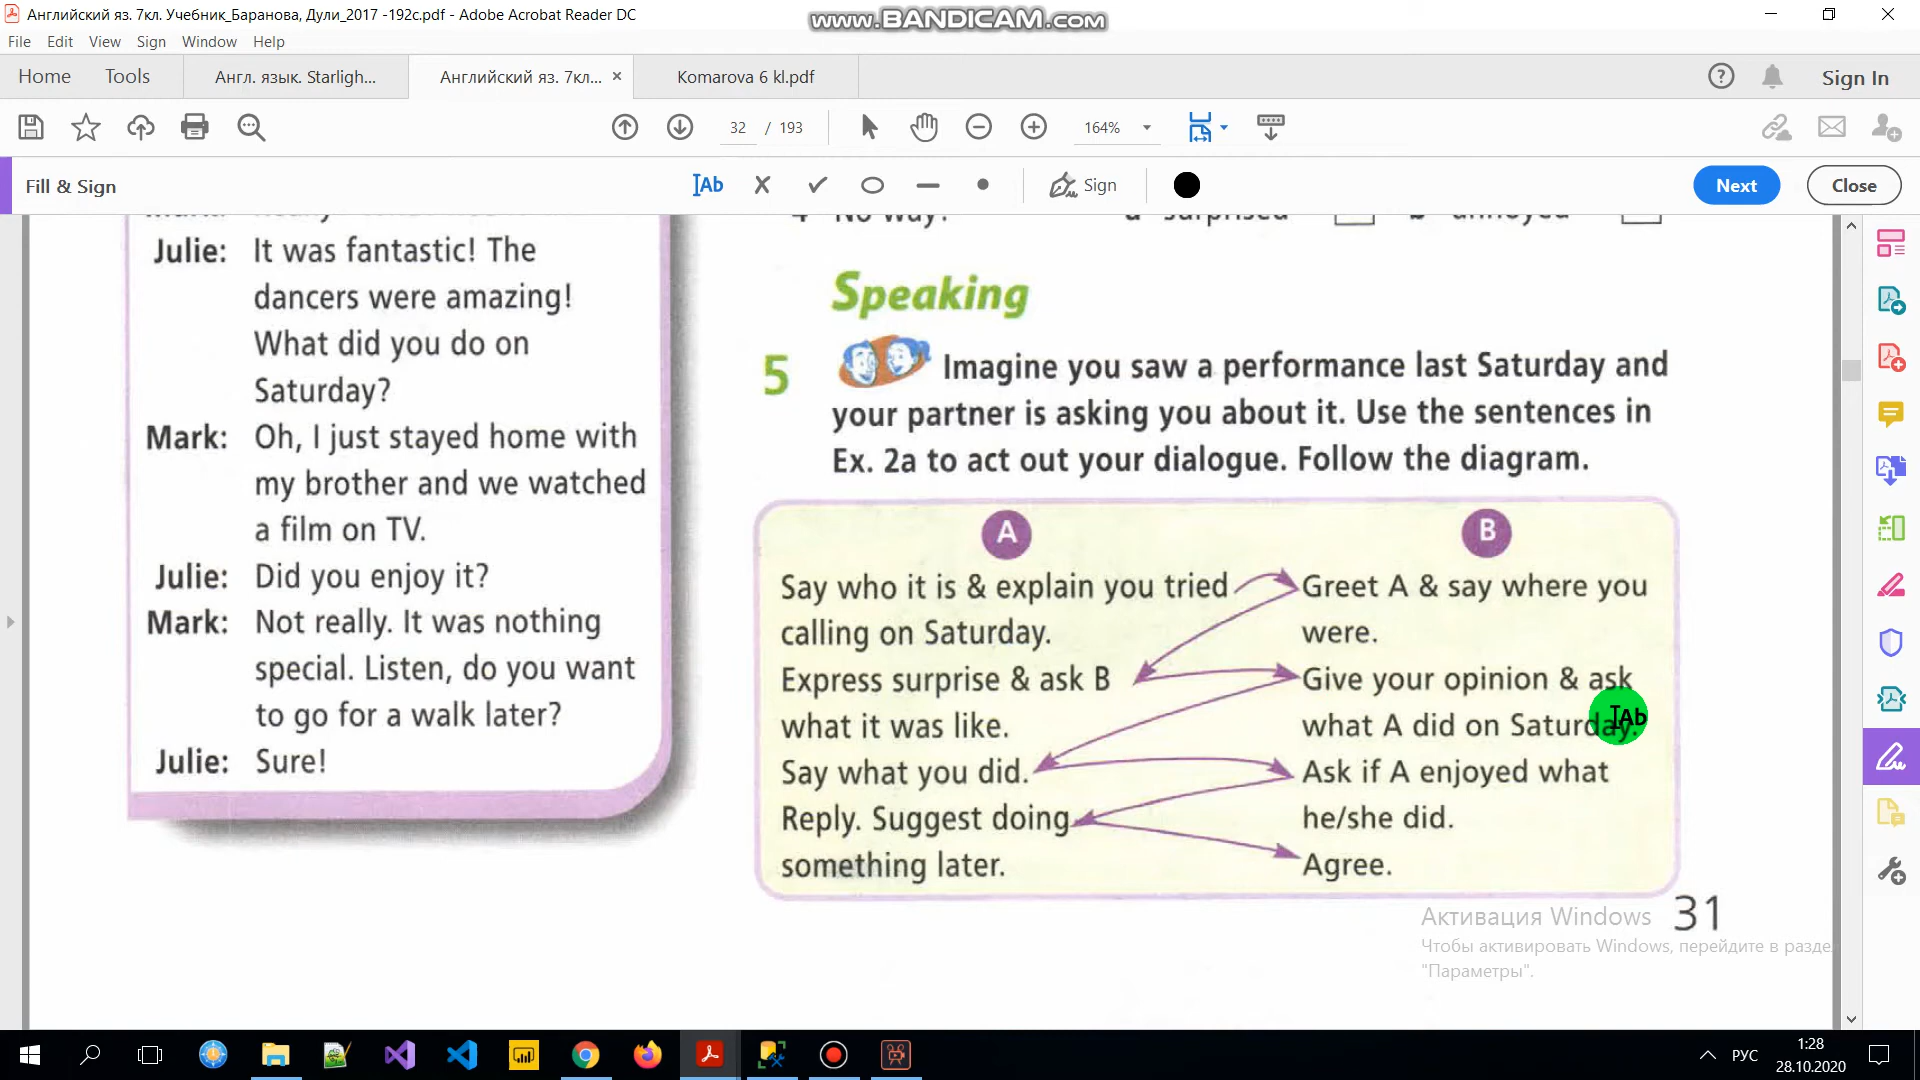 Английский яз. 7кл. Учебник_Баранова, Дули_2017 -192с.pdf - Adobe Acrobat Reader DC
www.BANDICAM.com
File Edit View Sign Window Help
Home Tools Англ. язык. Starligh... Английский яз. 7кл... × Komarova 6 kl.pdf
Sign In
32 / 193 164%
Fill & Sign
Ab Sign
Next Close
4 No way! a surprised b annoyed
Julie: It was fantastic! The
dancers were amazing!
What did you do on
Saturday?
Mark: Oh, I just stayed home with
my brother and we watched
a film on TV.
Julie: Did you enjoy it?
Mark: Not really. It was nothing
special. Listen, do you want
to go for a walk later?
Julie: Sure!
Speaking
5 Imagine you saw a performance last Saturday and
your partner is asking you about it. Use the sentences in
Ex. 2a to act out your dialogue. Follow the diagram.
A
Say who it is & explain you tried
calling on Saturday.
Express surprise & ask B
what it was like.
Say what you did.
Reply. Suggest doing
something later.
B
Greet A & say where you
were.
Give your opinion & ask
what A did on Saturday.
Ask if A enjoyed what
he/she did.
Agree.
Ab
31
Активация Windows
Чтобы активировать Windows, перейдите в разде
"Параметры".
РУС
1:28
28.10.2020